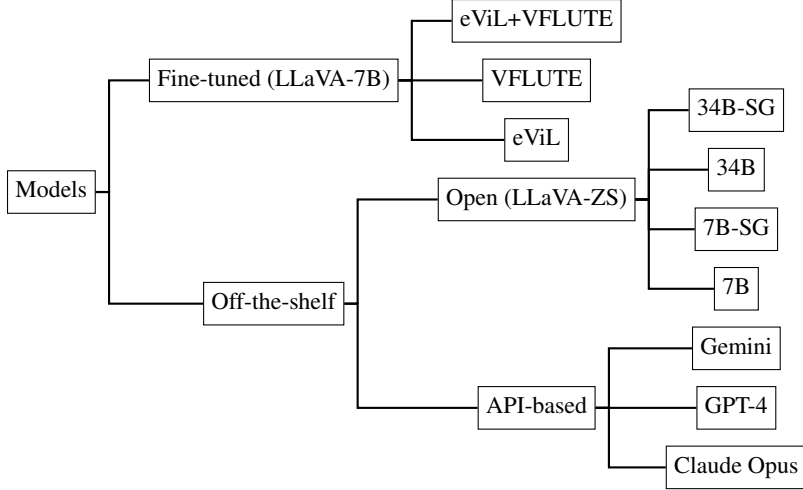 eViL+VFLUTE
Fine-tuned (LLaVA-7B)
VFLUTE
eViL
34B-SG
34B
Models
Open (LLaVA-ZS)
7B-SG
7B
Off-the-shelf
Gemini
API-based
GPT-4
Claude Opus